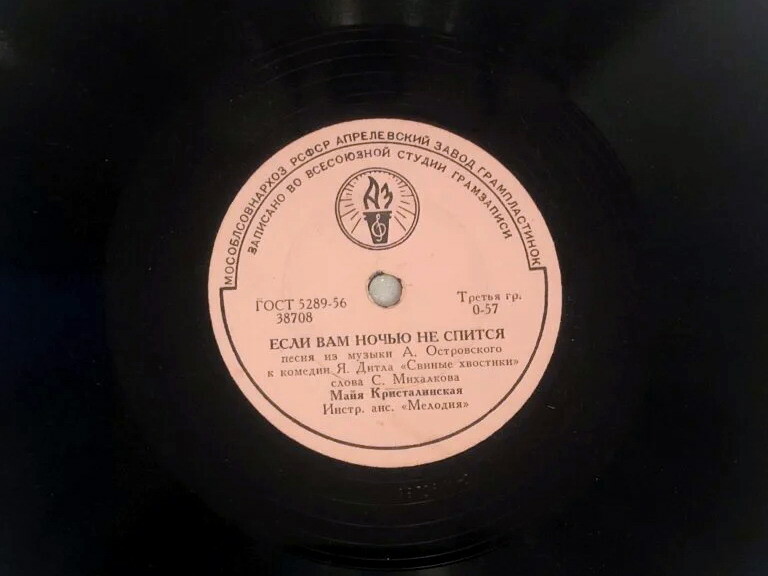 МОСОБЛСОВНАРХОЗ РСФСР АПРЕЛЕВСКИЙ ЗАВОД ГРАМПЛАСТИНОК
ЗАПИСАНО ВО ВСЕСОЮЗНОЙ СТУДИИ ГРАМЗАПИСИ
АЗ
ГОСТ 5289-56
38708
Третья гр.
0-57
ЕСЛИ ВАМ НОЧЬЮ НЕ СПИТСЯ
песня из музыки А. Островского
к комедии Я. Дитла «Свиные хвостики»
слова С. Михалкова
Майя Кристалинская
Инстр. анс. «Мелодия»